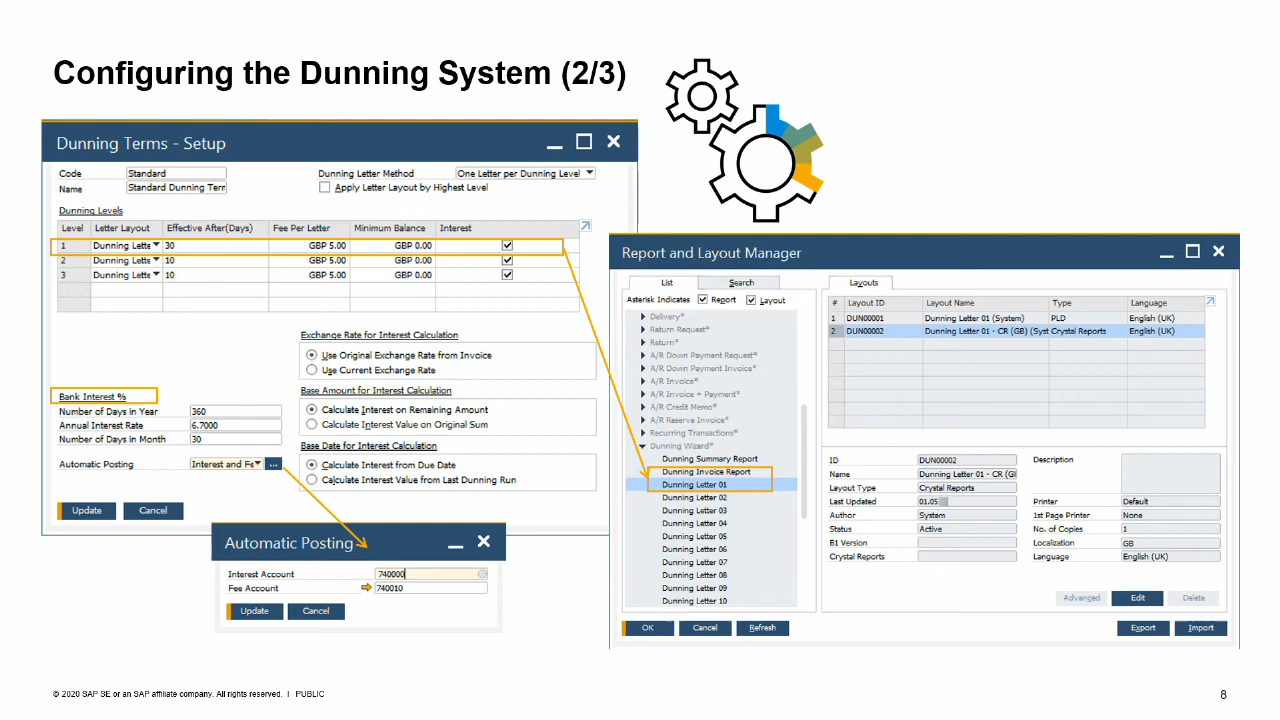 Configuring the Dunning System (2/3)
Dunning Terms - Setup
Code Standard
Name Standard Dunning Term
Dunning Letter Method One Letter per Dunning Level
Apply Letter Layout by Highest Level
Dunning Levels
Level Letter Layout Effective After(Days) Fee Per Letter Minimum Balance Interest
1 Dunning Lette 30 GBP 5.00 GBP 0.00
2 Dunning Lette 10 GBP 5.00 GBP 0.00
3 Dunning Lette 10 GBP 5.00 GBP 0.00
Exchange Rate for Interest Calculation
Use Original Exchange Rate from Invoice
Use Current Exchange Rate
Bank Interest %
Number of Days in Year 360
Annual Interest Rate 6.7000
Number of Days in Month 30
Automatic Posting Interest and Fe ...
Base Amount for Interest Calculation
Calculate Interest on Remaining Amount
Calculate Interest Value on Original Sum
Base Date for Interest Calculation
Calculate Interest from Due Date
Calculate Interest Value from Last Dunning Run
Update Cancel
Automatic Posting
Interest Account 740000
Fee Account 740010
Update Cancel
Report and Layout Manager
List Search
Asterisk Indicates Report Layout
Delivery*
Return Request*
Return*
A/R Down Payment Request*
A/R Down Payment Invoice*
A/R Invoice*
A/R Invoice + Payment*
A/R Credit Memo*
A/R Reserve Invoice*
Recurring Transactions*
Dunning Wizard*
Dunning Summary Report
Dunning Invoice Report
Dunning Letter 01
Dunning Letter 02
Dunning Letter 03
Dunning Letter 04
Dunning Letter 05
Dunning Letter 06
Dunning Letter 07
Dunning Letter 08
Dunning Letter 09
Dunning Letter 10
OK Cancel Refresh
Layouts
# Layout ID Layout Name Type Language
1 DUN00001 Dunning Letter 01 (System) PLD English (UK)
2 DUN00002 Dunning Letter 01 - CR (GB) (Syst Crystal Reports English (UK)
ID DUN00002
Name Dunning Letter 01 - CR (GI
Layout Type Crystal Reports
Last Updated 01.05
Author System
Status Active
B1 Version
Crystal Reports
Description
Printer Default
1st Page Printer None
No. of Copies 1
Localization GB
Language English (UK)
Advanced Edit Delete
Export Import
© 2020 SAP SE or an SAP affiliate company. All rights reserved. | PUBLIC
8